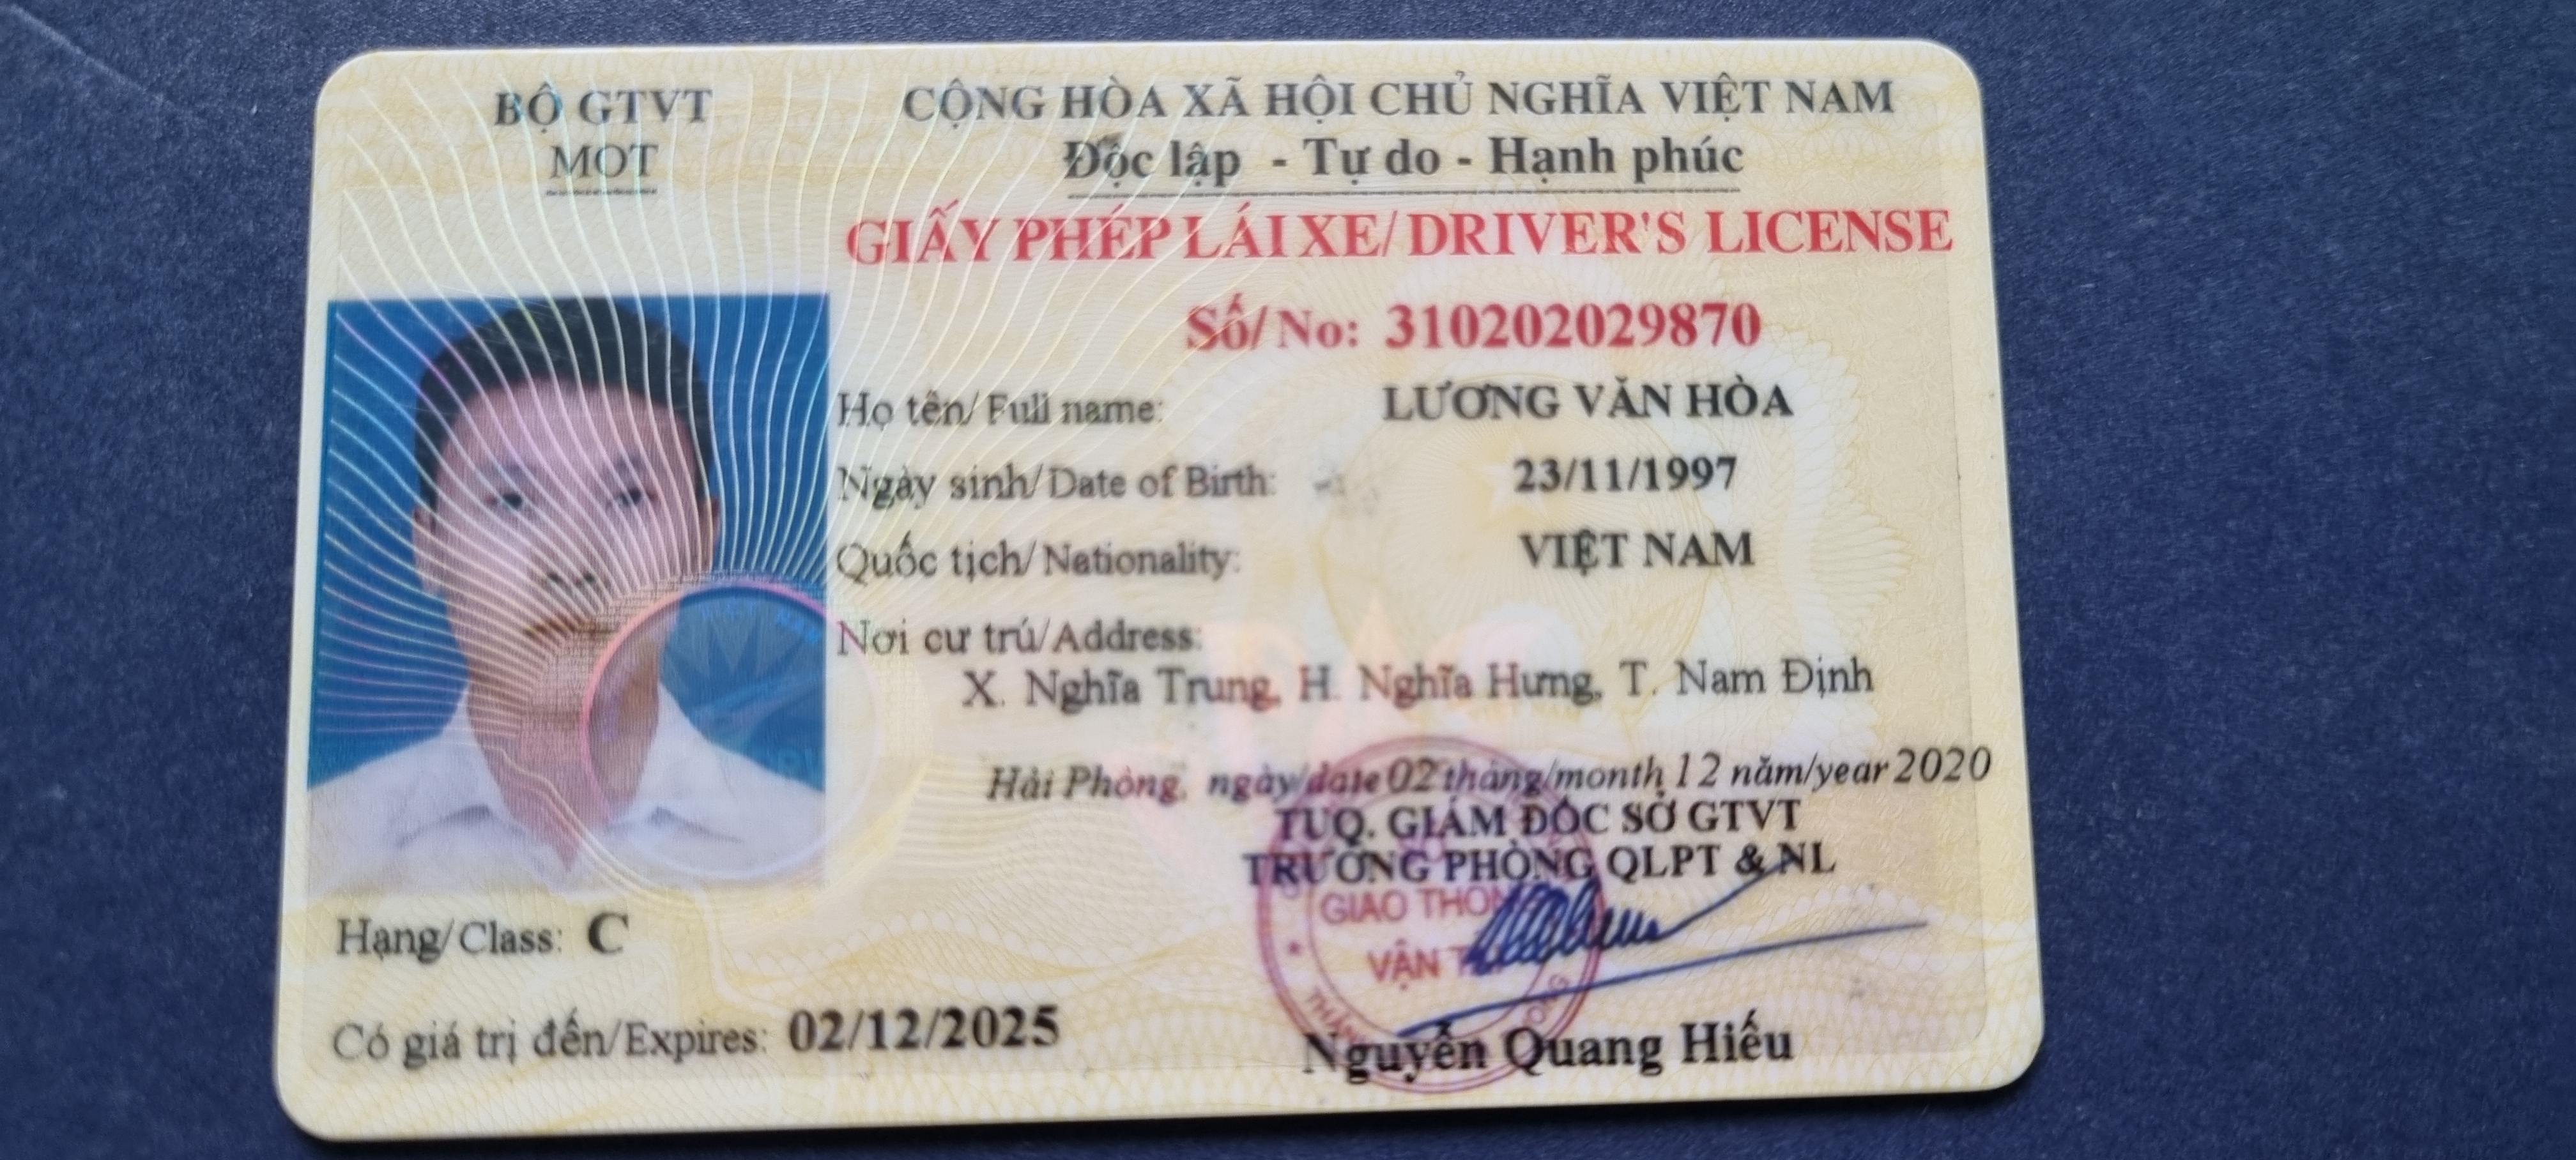 BỘ GTVT
MOT
CỘNG HÒA XÃ HỘI CHỦ NGHĨA VIỆT NAM
Độc lập - Tự do - Hạnh phúc
GIẤY PHÉP LÁI XE/DRIVER'S LICENSE
Số/No: 310202029870
Họ tên/Full name: LƯƠNG VĂN HÒA
Ngày sinh/Date of Birth: 23/11/1997
Quốc tịch/Nationality: VIỆT NAM
Nơi cư trú/Address:
X. Nghĩa Trung, H. Nghĩa Hưng, T. Nam Định
Hải Phòng, ngày/date 02 tháng/month 12 năm/year 2020
TUQ. GIÁM ĐỐC SỞ GTVT
TRƯỞNG PHÒNG QLPT & NL
GIAO THÔNG
VẬN
Hạng/Class: C
Có giá trị đến/Expires: 02/12/2025
Nguyễn Quang Hiếu